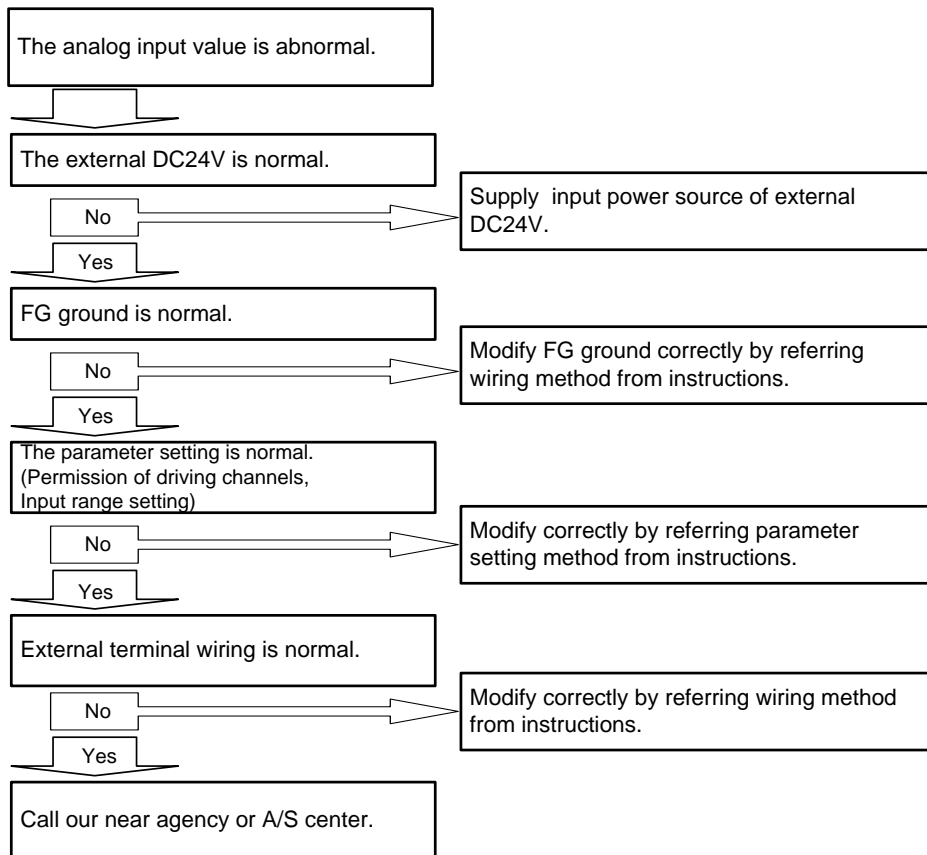 The analog input value is abnormal.
The external DC24V is normal.
No
Supply input power source of external
DC24V.
Yes
FG ground is normal.
No
Modify FG ground correctly by referring
wiring method from instructions.
Yes
The parameter setting is normal.
(Permission of driving channels,
Input range setting)
No
Modify correctly by referring parameter
setting method from instructions.
Yes
External terminal wiring is normal.
No
Modify correctly by referring wiring method
from instructions.
Yes
Call our near agency or A/S center.